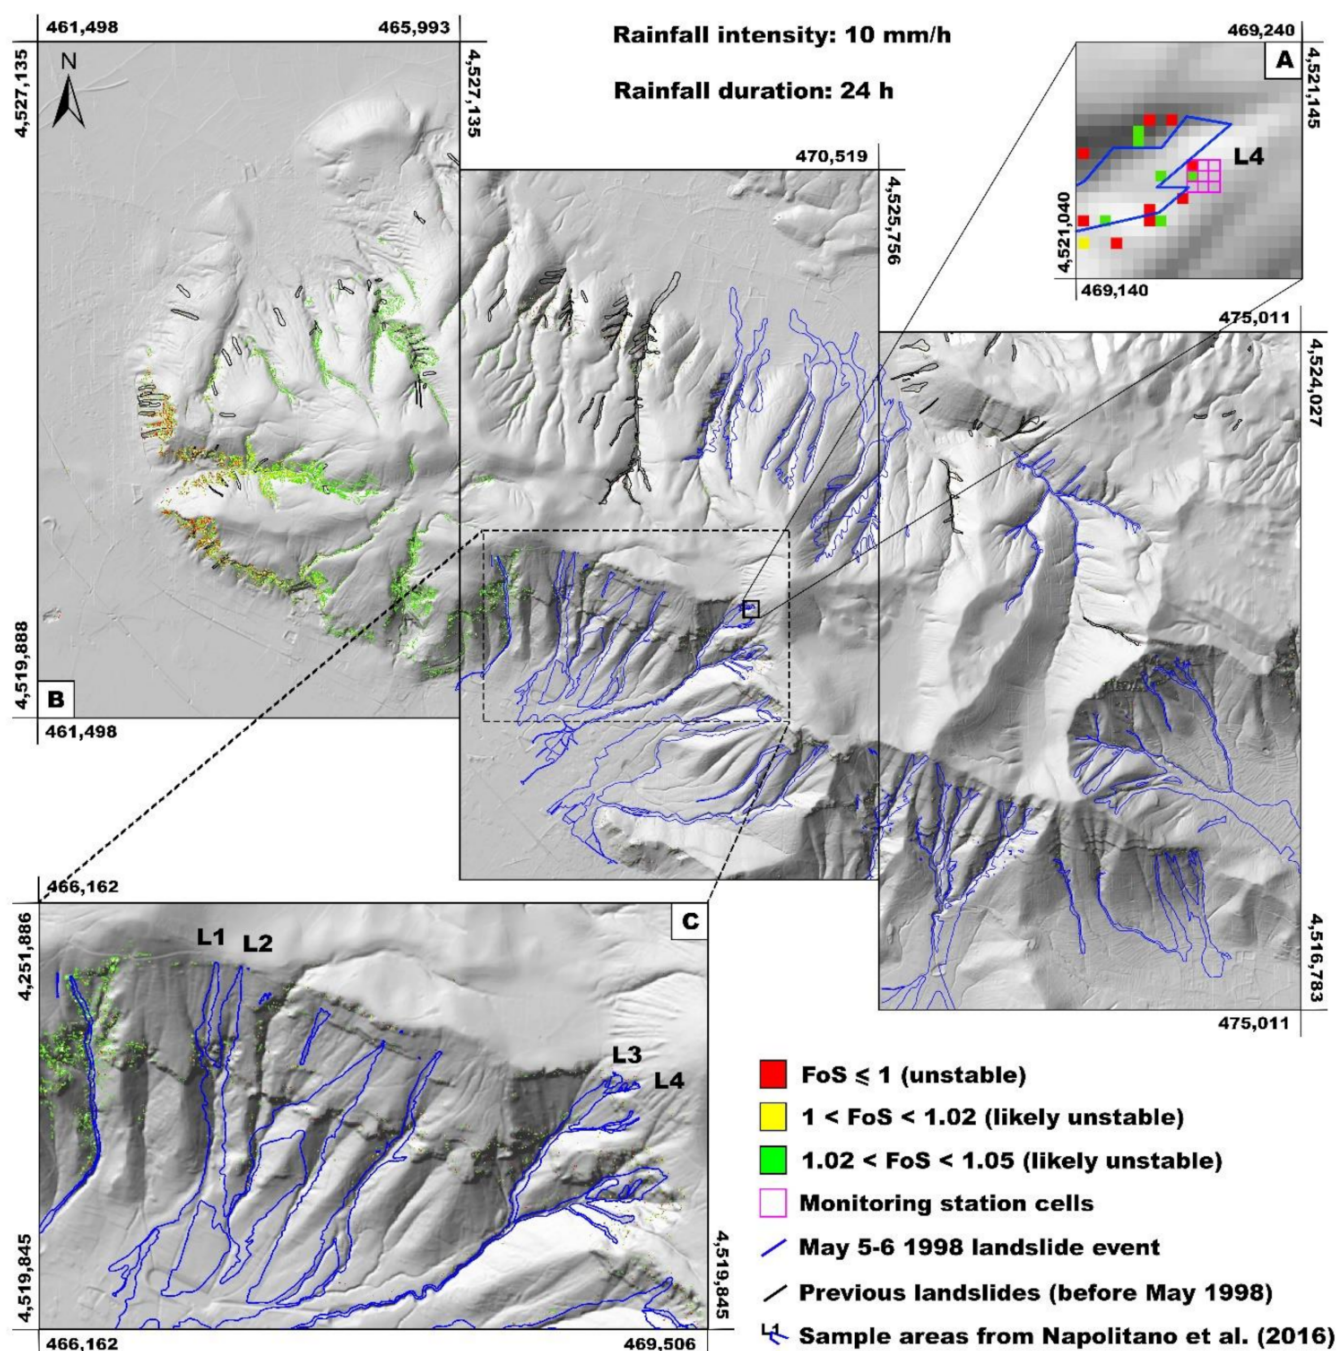 461,498
465,993
4,527,135
N
4,527,135
Rainfall intensity: 10 mm/h
Rainfall duration: 24 h
469,240
A
4,521,145
L4
4,521,040
469,140
470,519
4,525,756
475,011
4,524,027
4,519,888
B
461,498
4,516,783
475,011
466,162
C
4,251,886
L1
L2
L3
L4
4,519,845
4,519,845
466,162
469,506
FoS ⩽ 1 (unstable)
1 < FoS < 1.02 (likely unstable)
1.02 < FoS < 1.05 (likely unstable)
Monitoring station cells
May 5-6 1998 landslide event
Previous landslides (before May 1998)
L1
Sample areas from Napolitano et al. (2016)